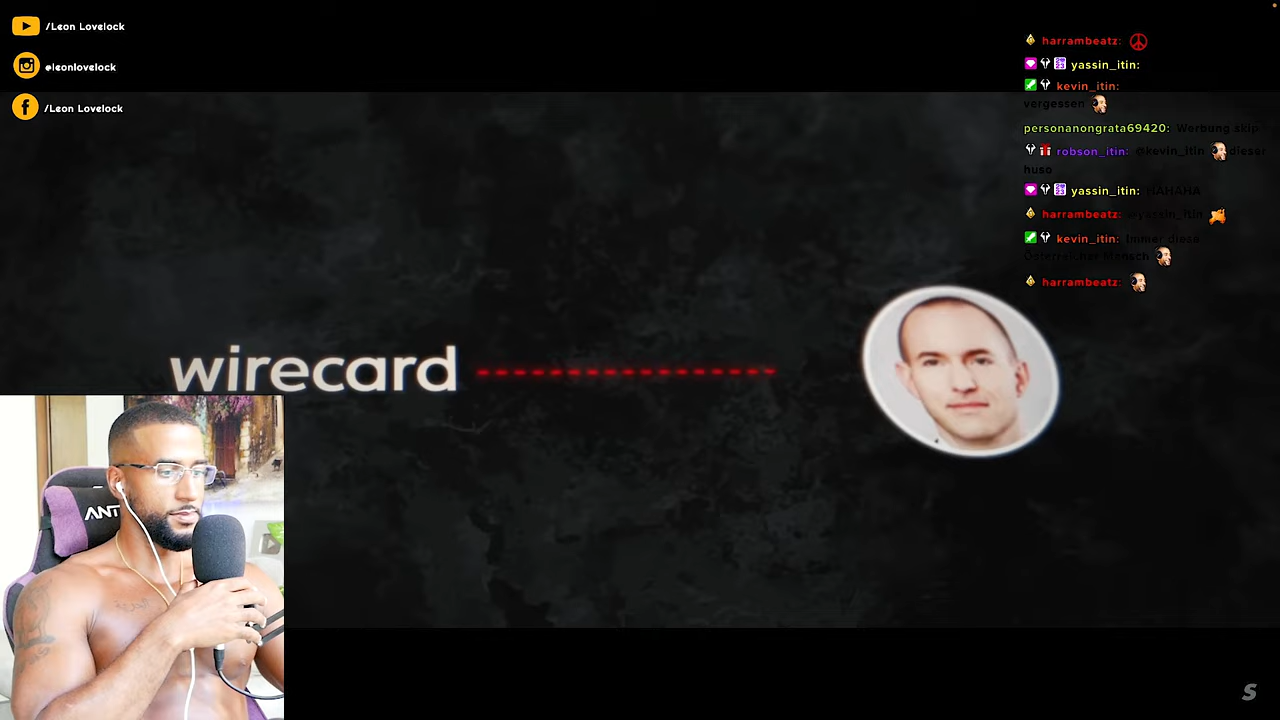 /Leon Lovelock
@leonlovelock
/Leon Lovelock
harrambeatz:
yassin_itin:
kevin_itin:
vergessen
personanongrata69420: Werbung skip
robson_itin: @kevin_itin dieser
huso
yassin_itin: HAHAHA
harrambeatz: @yassin_itin
kevin_itin: Immer diese
Österreicher Mensch
harrambeatz:
wirecard
ANT
S